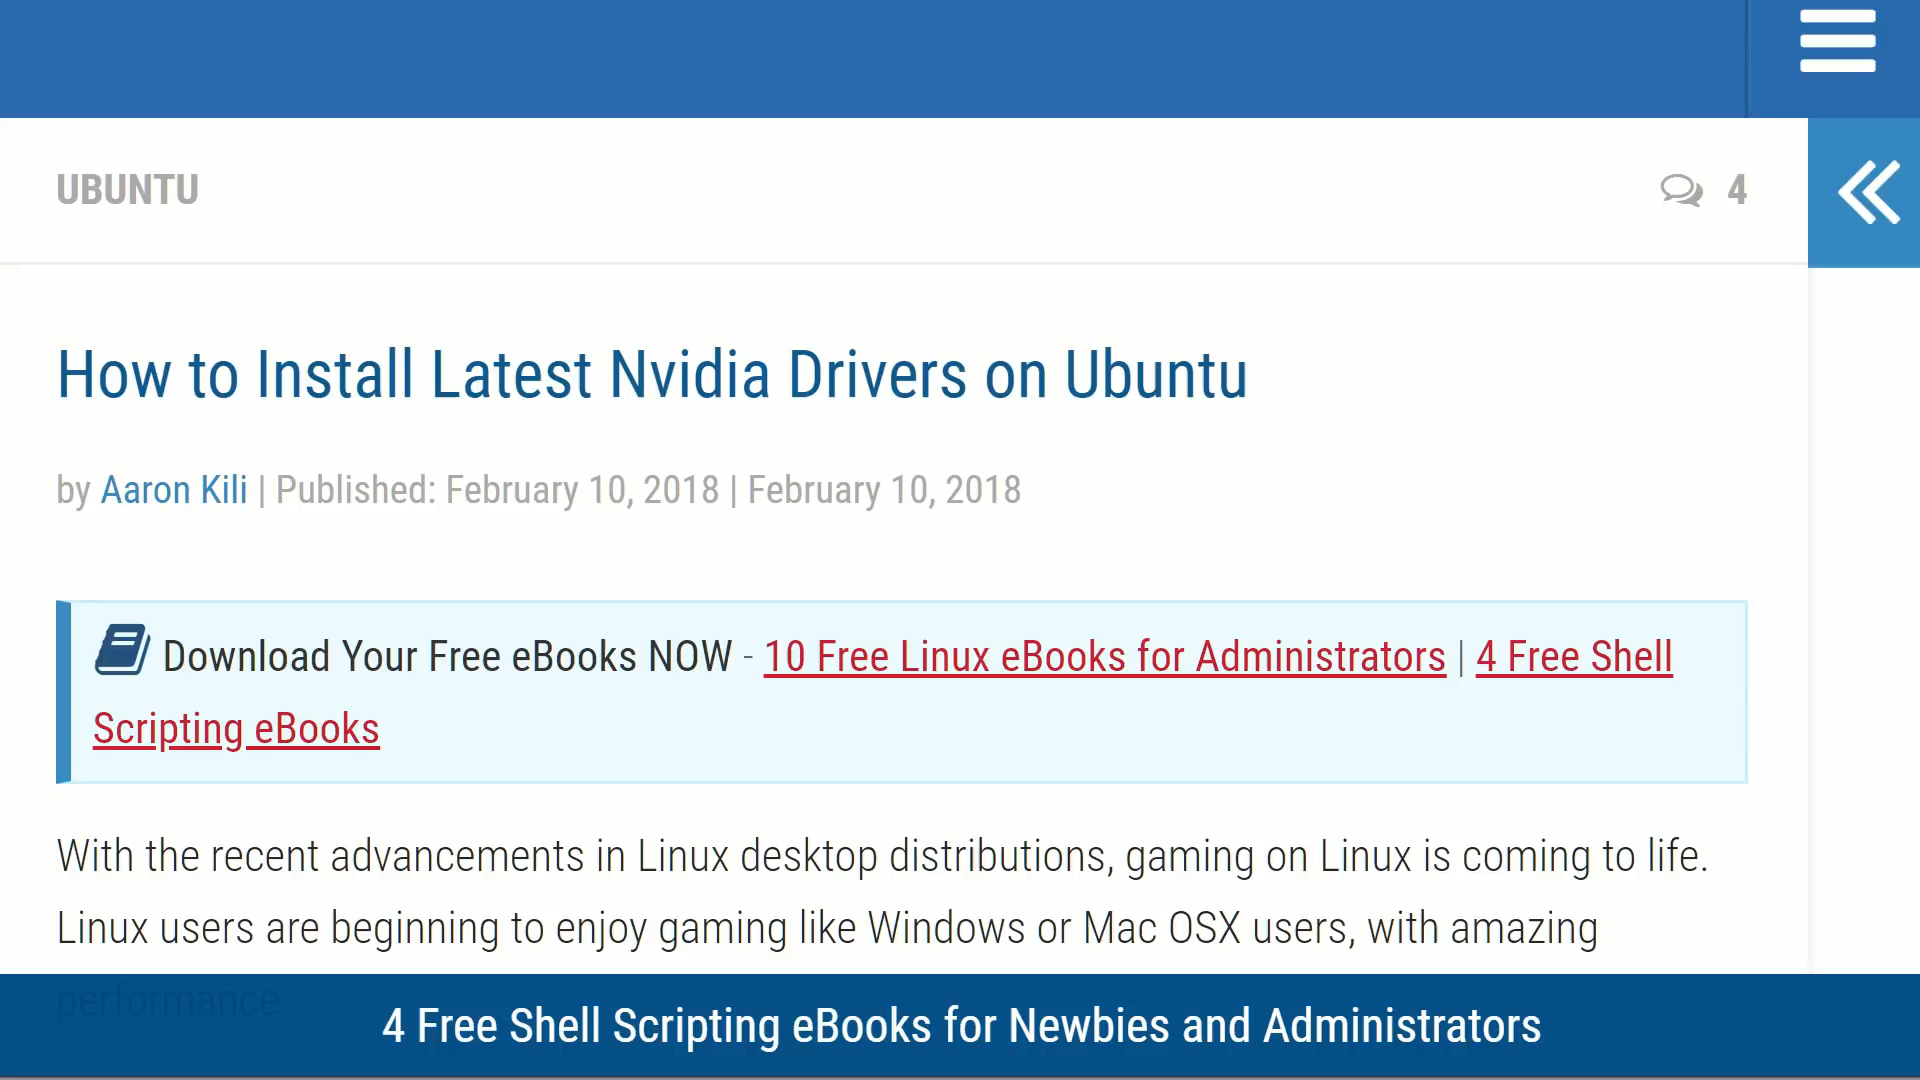 UBUNTU
4
How to Install Latest Nvidia Drivers on Ubuntu
by Aaron Kili | Published: February 10, 2018 | February 10, 2018
Download Your Free eBooks NOW - 10 Free Linux eBooks for Administrators | 4 Free Shell
Scripting eBooks
With the recent advancements in Linux desktop distributions, gaming on Linux is coming to life.
Linux users are beginning to enjoy gaming like Windows or Mac OSX users, with amazing
performance.
4 Free Shell Scripting eBooks for Newbies and Administrators